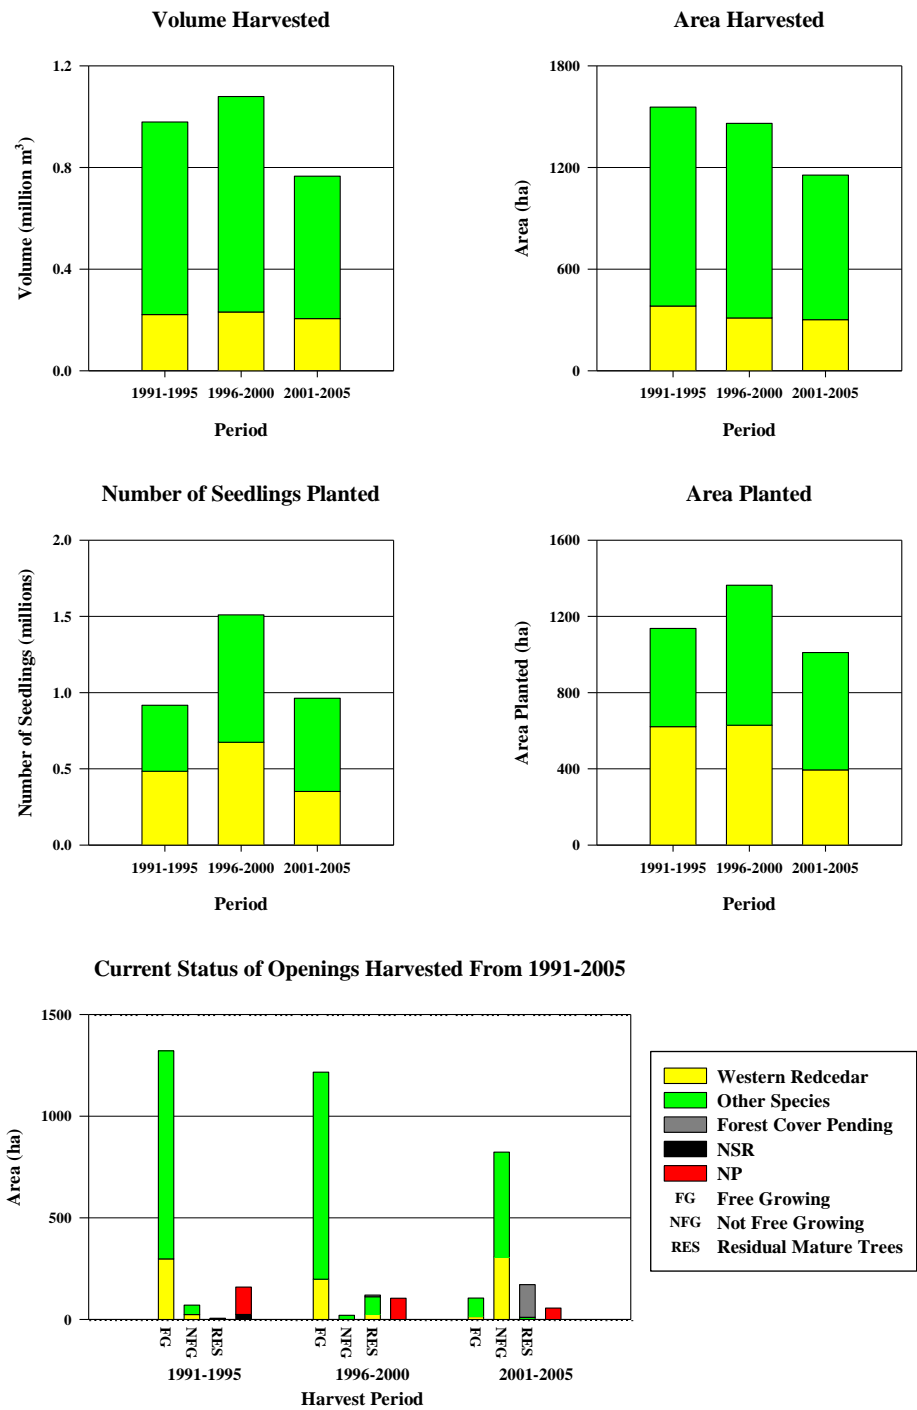 Volume Harvested
Volume (million m³)
1.2
0.8
0.4
0.0
1991-1995 1996-2000 2001-2005
Period
Area Harvested
Area (ha)
1800
1200
600
0
1991-1995 1996-2000 2001-2005
Period
Number of Seedlings Planted
Number of Seedlings (millions)
2.0
1.5
1.0
0.5
0.0
1991-1995 1996-2000 2001-2005
Period
Area Planted
Area Planted (ha)
1600
1200
800
400
0
1991-1995 1996-2000 2001-2005
Period
Current Status of Openings Harvested From 1991-2005
Area (ha)
1500
1000
500
0
FG NFG RES FG NFG RES FG NFG RES
1991-1995 1996-2000 2001-2005
Harvest Period
Western Redcedar
Other Species
Forest Cover Pending
NSR
NP
FG Free Growing
NFG Not Free Growing
RES Residual Mature Trees